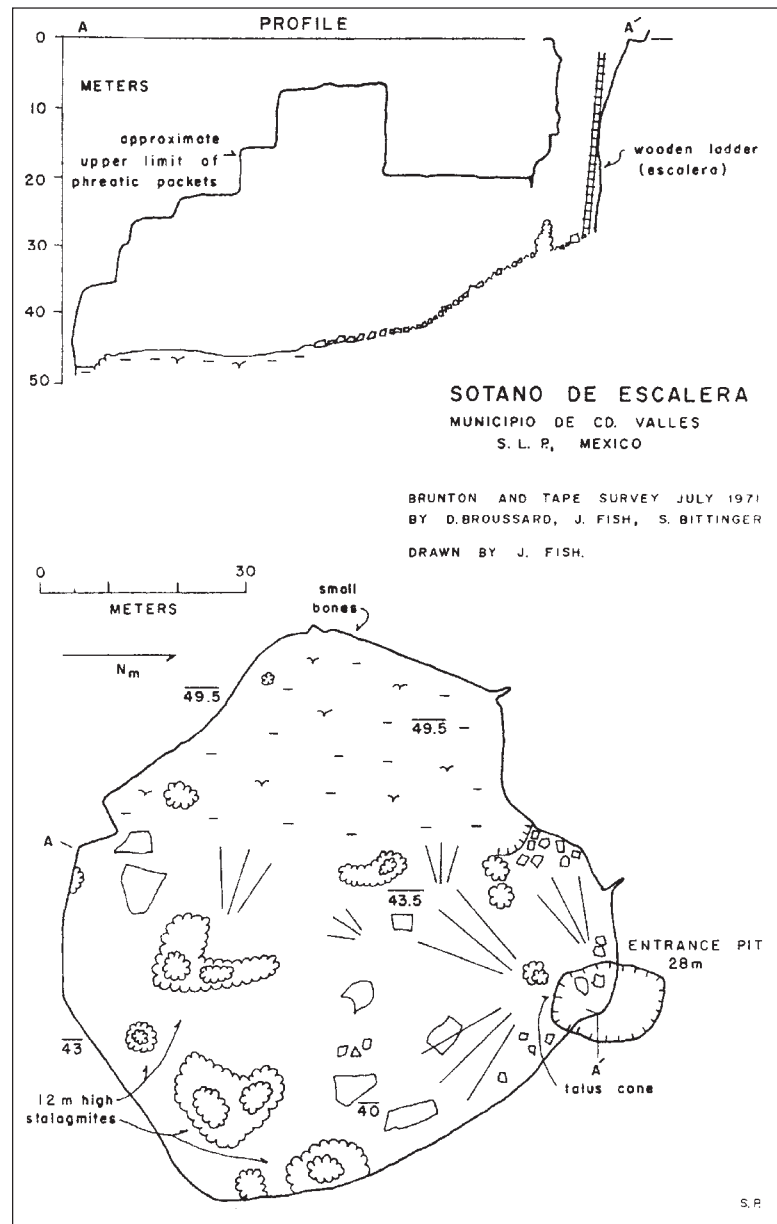 A
PROFILE
A'
0
METERS
10
20
30
40
50
approximate
upper limit of
phreatic pockets
wooden ladder
(escalera)
SOTANO DE ESCALERA
MUNICIPIO DE CD. VALLES
S. L. P., MEXICO
BRUNTON AND TAPE SURVEY JULY 1971
BY D. BROUSSARD, J. FISH, S. BITTINGER
DRAWN BY J. FISH.
0 30
METERS
Nm
small
bones
49.5
49.5
A
43.5
ENTRANCE PIT
28m
43
A'
talus cone
12 m high
stalagmites
40
S.P.